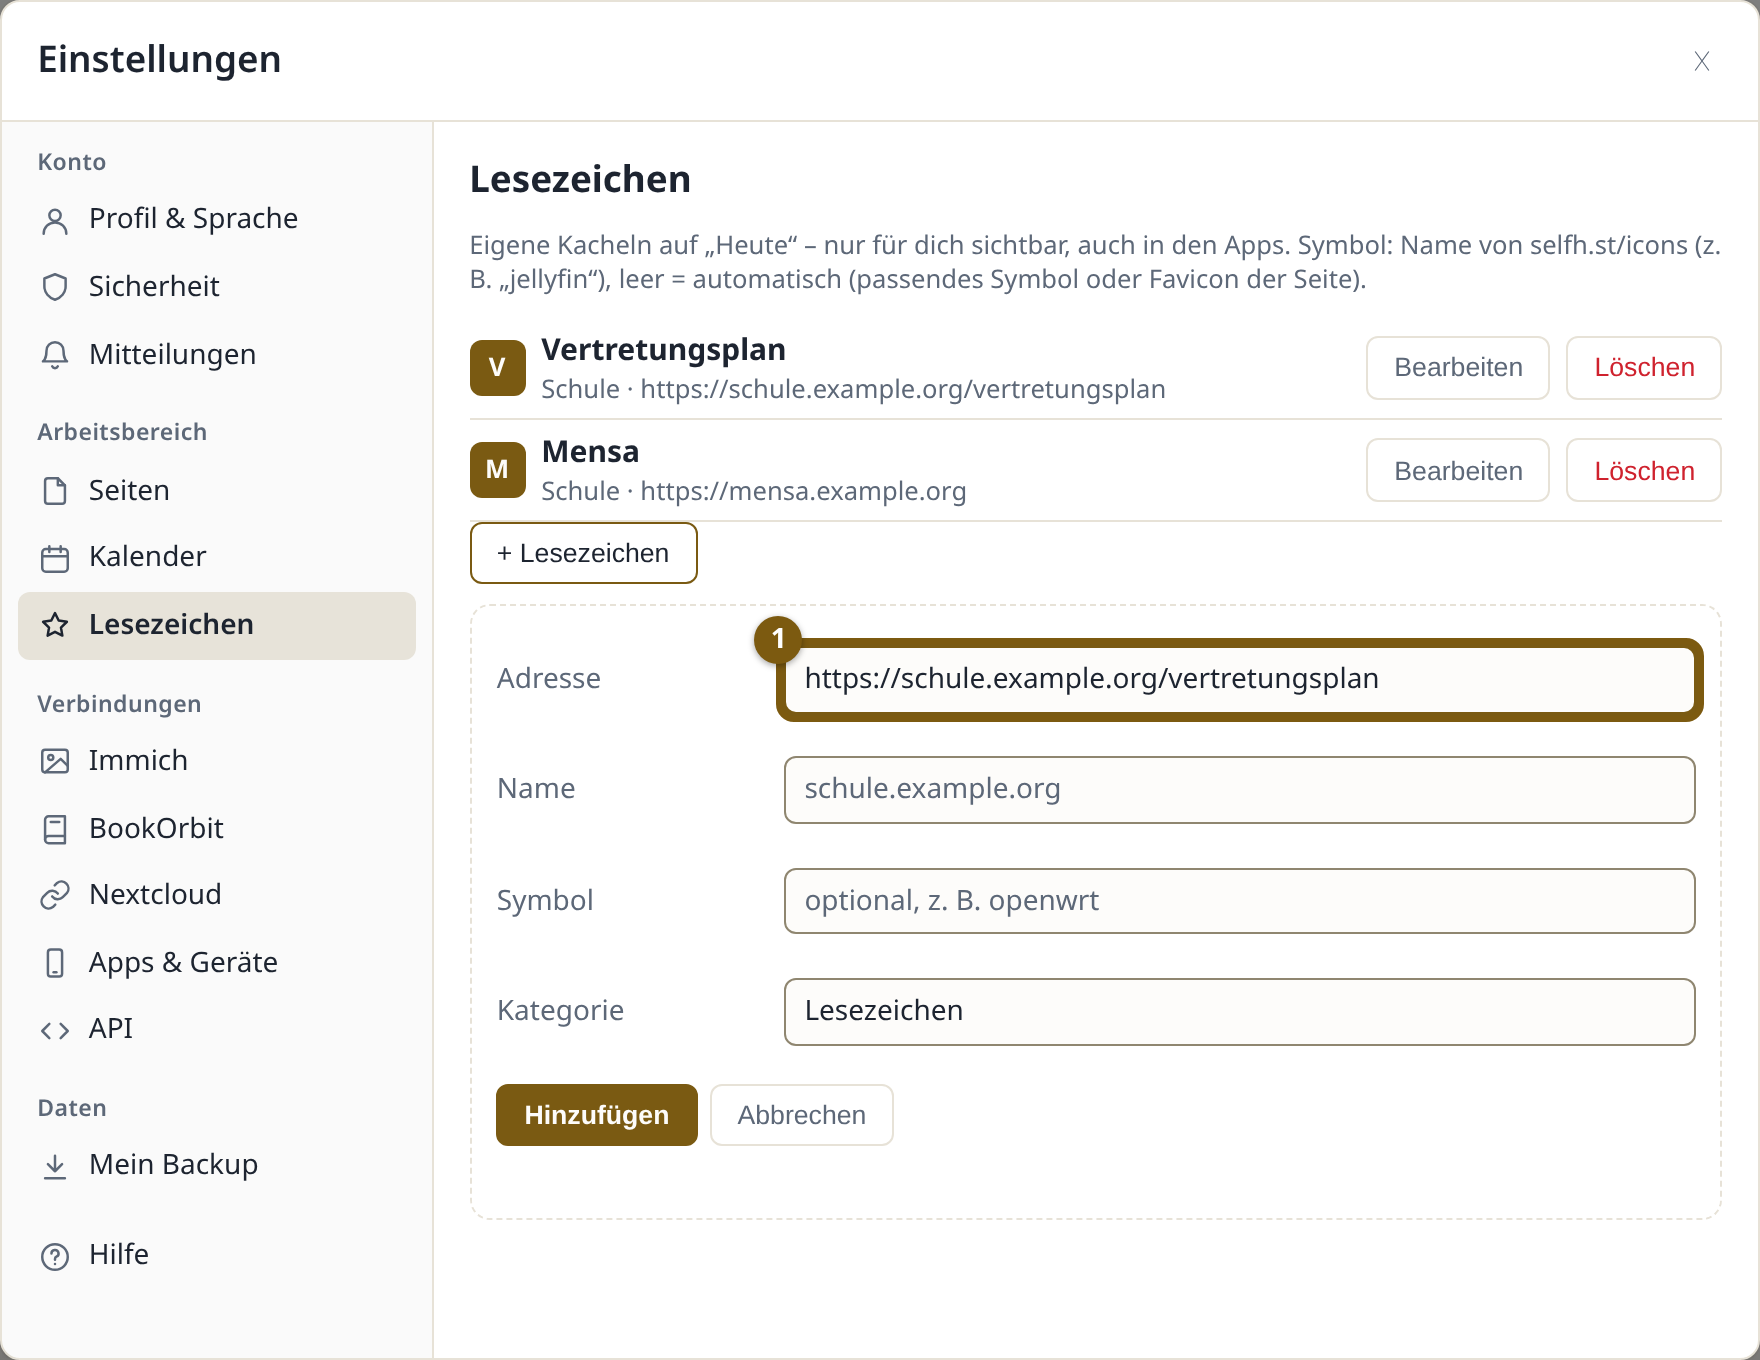 Einstellungen
X
Konto
Profil & Sprache
Sicherheit
Mitteilungen
Arbeitsbereich
Seiten
Kalender
Lesezeichen
Verbindungen
Immich
BookOrbit
Nextcloud
Apps & Geräte
API
Daten
Mein Backup
Hilfe
Lesezeichen
Eigene Kacheln auf „Heute“ – nur für dich sichtbar, auch in den Apps. Symbol: Name von selfh.st/icons (z.
B. „jellyfin“), leer = automatisch (passendes Symbol oder Favicon der Seite).
V
Vertretungsplan
Schule · https://schule.example.org/vertretungsplan
Bearbeiten
Löschen
M
Mensa
Schule · https://mensa.example.org
Bearbeiten
Löschen
+ Lesezeichen
1
Adresse
https://schule.example.org/vertretungsplan
Name
schule.example.org
Symbol
optional, z. B. openwrt
Kategorie
Lesezeichen
Hinzufügen
Abbrechen